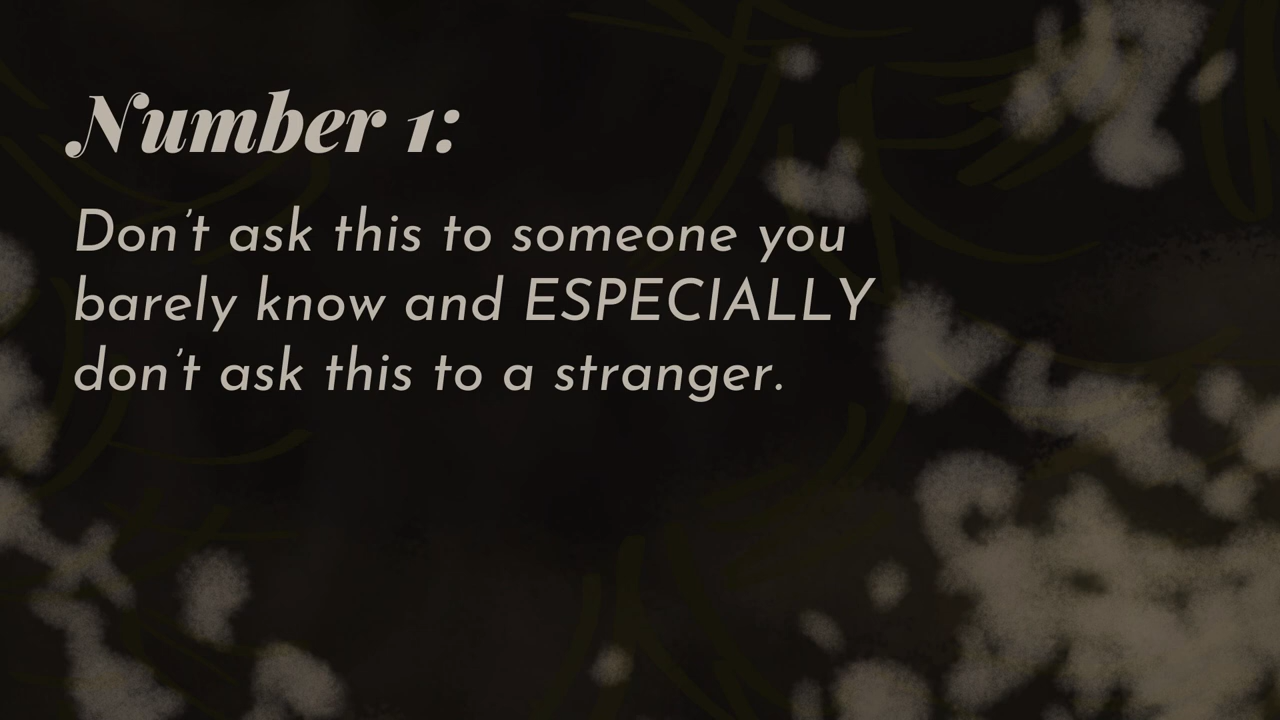 Number 1:
Don't ask this to someone you
barely know and ESPECIALLY
don't ask this to a stranger.